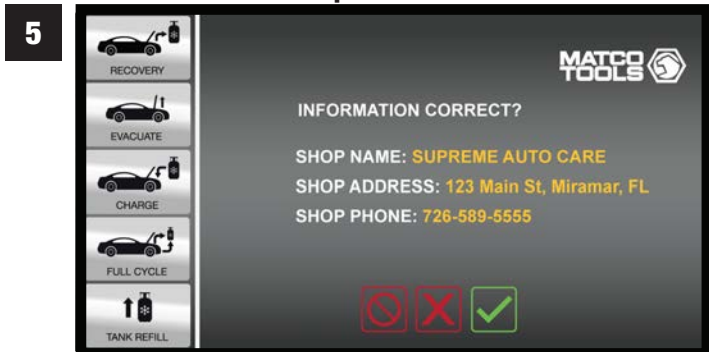 5
RECOVERY
EVACUATE
CHARGE
FULL CYCLE
TANK REFILL
MATCO
TOOLS
INFORMATION CORRECT?
SHOP NAME: SUPREME AUTO CARE
SHOP ADDRESS: 123 Main St, Miramar, FL
SHOP PHONE: 726-589-5555